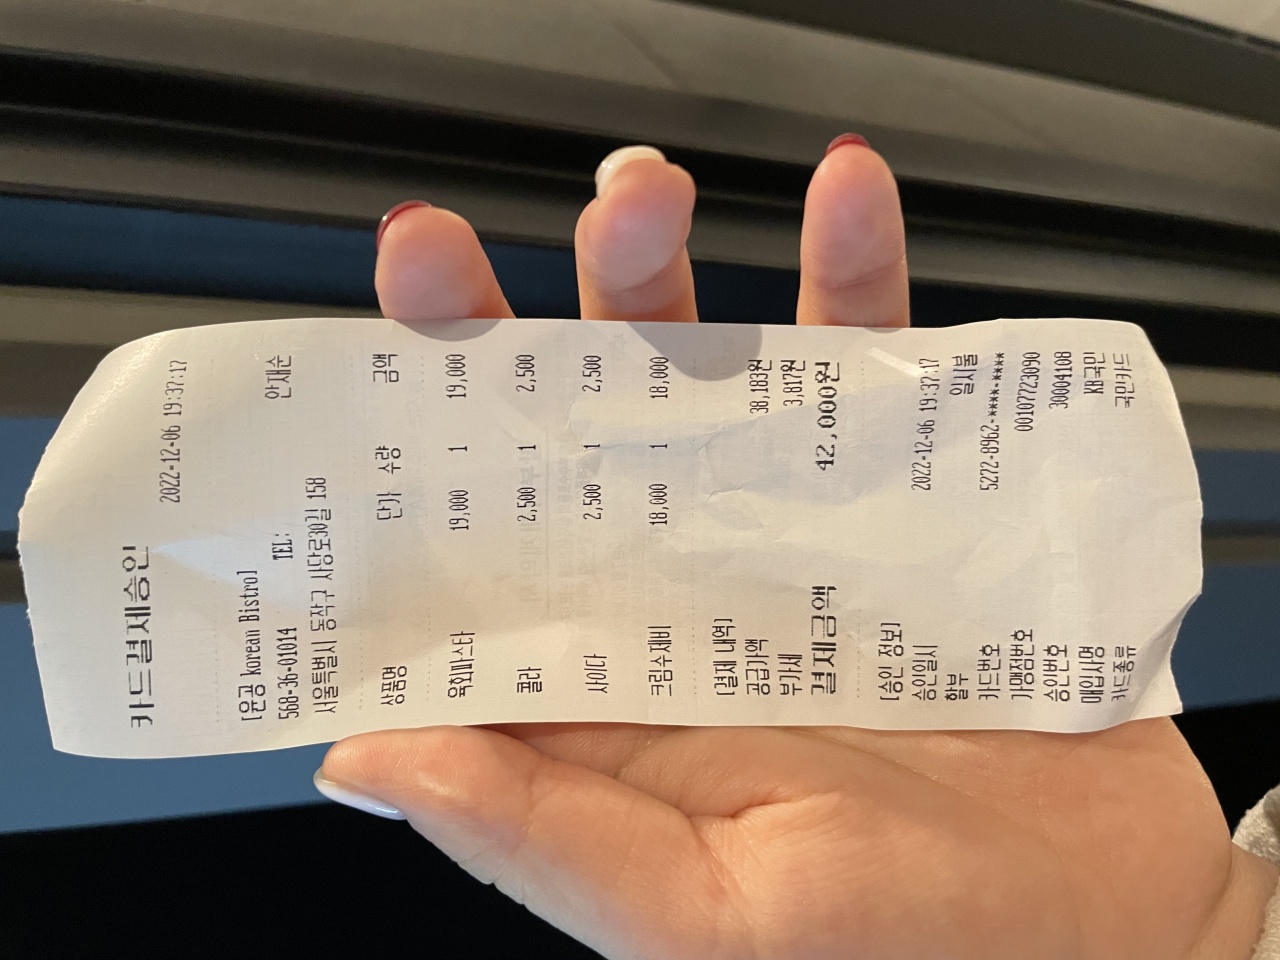 카드결제승인
2022-12-06 19:37:17
[윤공 korean Bistro]
568-36-01014 TEL: 안재순
서울특별시 동작구 사당로30길 158
상품명 단가 수량 금액
육회파스타 19,000 1 19,000
콜라 2,500 1 2,500
사이다 2,500 1 2,500
크림수제비 18,000 1 18,000
[결제 내역]
공급가액 38,183원
부가세 3,817원
결제금액 42,000원
[승인 정보]
승인일시 2022-12-06 19:37:17
할부 일시불
카드번호 5272-8962-****-****
가맹점번호 00107723090
승인번호 30004108
매입사명 KB국민
카드종류 국민카드